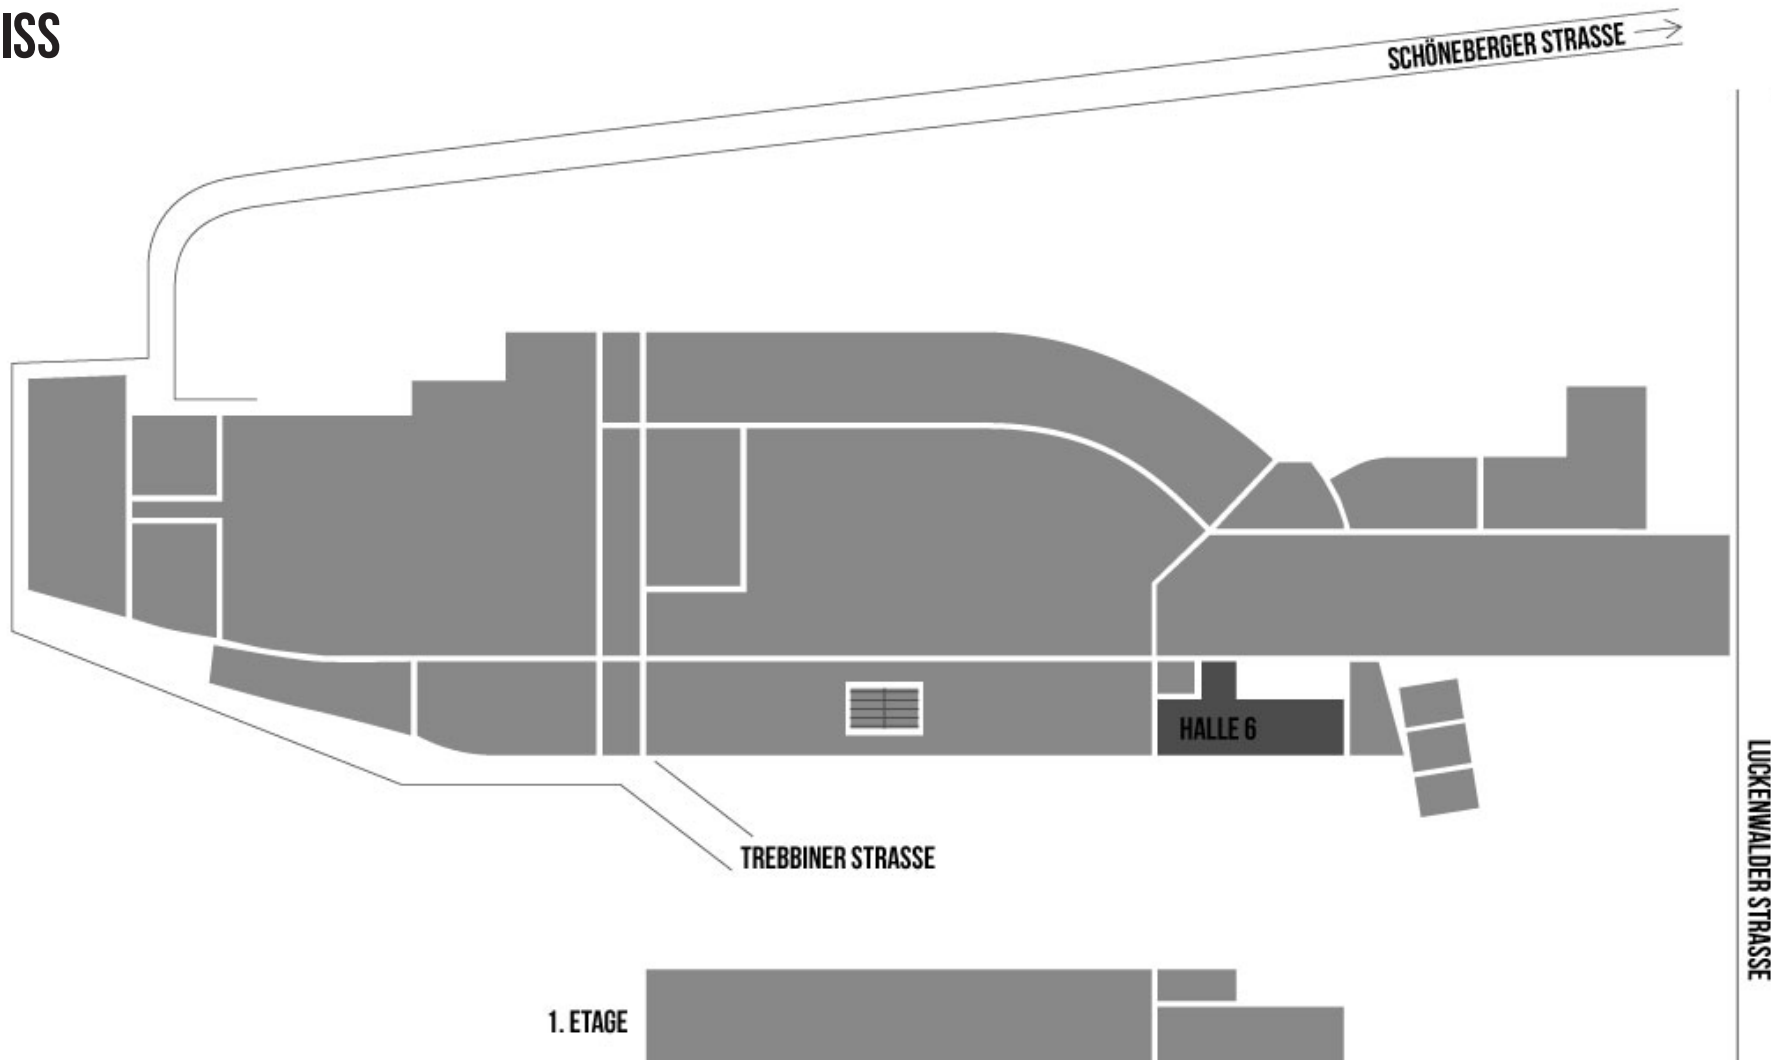 ISS
SCHÖNEBERGER STRASSE
HALLE 6
LUCKENWALDER STRASSE
TREBBINER STRASSE
1. ETAGE